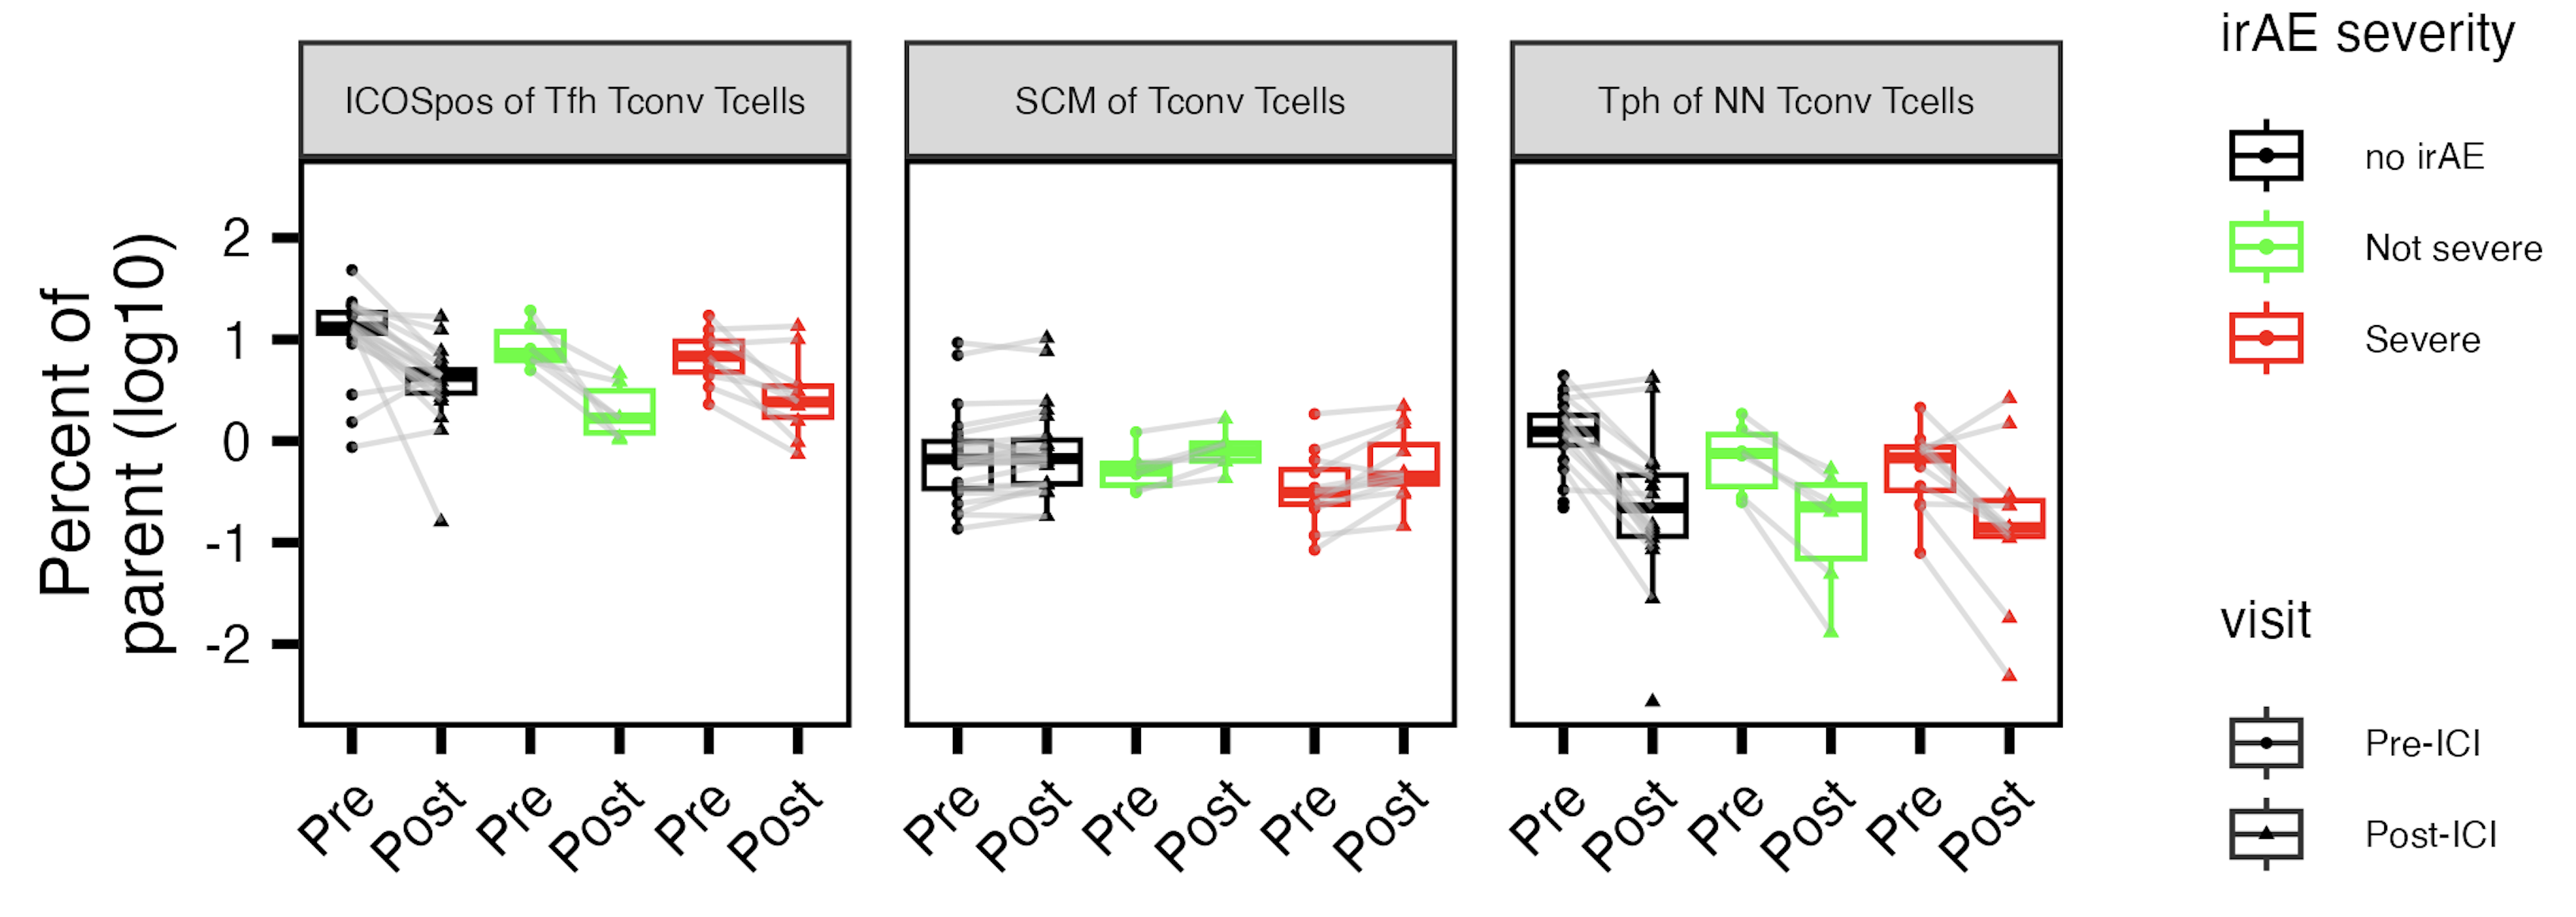 ICOSpos of Tfh Tconv Tcells
SCM of Tconv Tcells
Tph of NN Tconv Tcells
Percent of
parent (log10)
2
1
0
-1
-2
Pre
Post
Pre
Post
Pre
Post
Pre
Post
Pre
Post
Pre
Post
Pre
Post
Pre
Post
Pre
Post
irAE severity
no irAE
Not severe
Severe
visit
Pre-ICI
Post-ICI